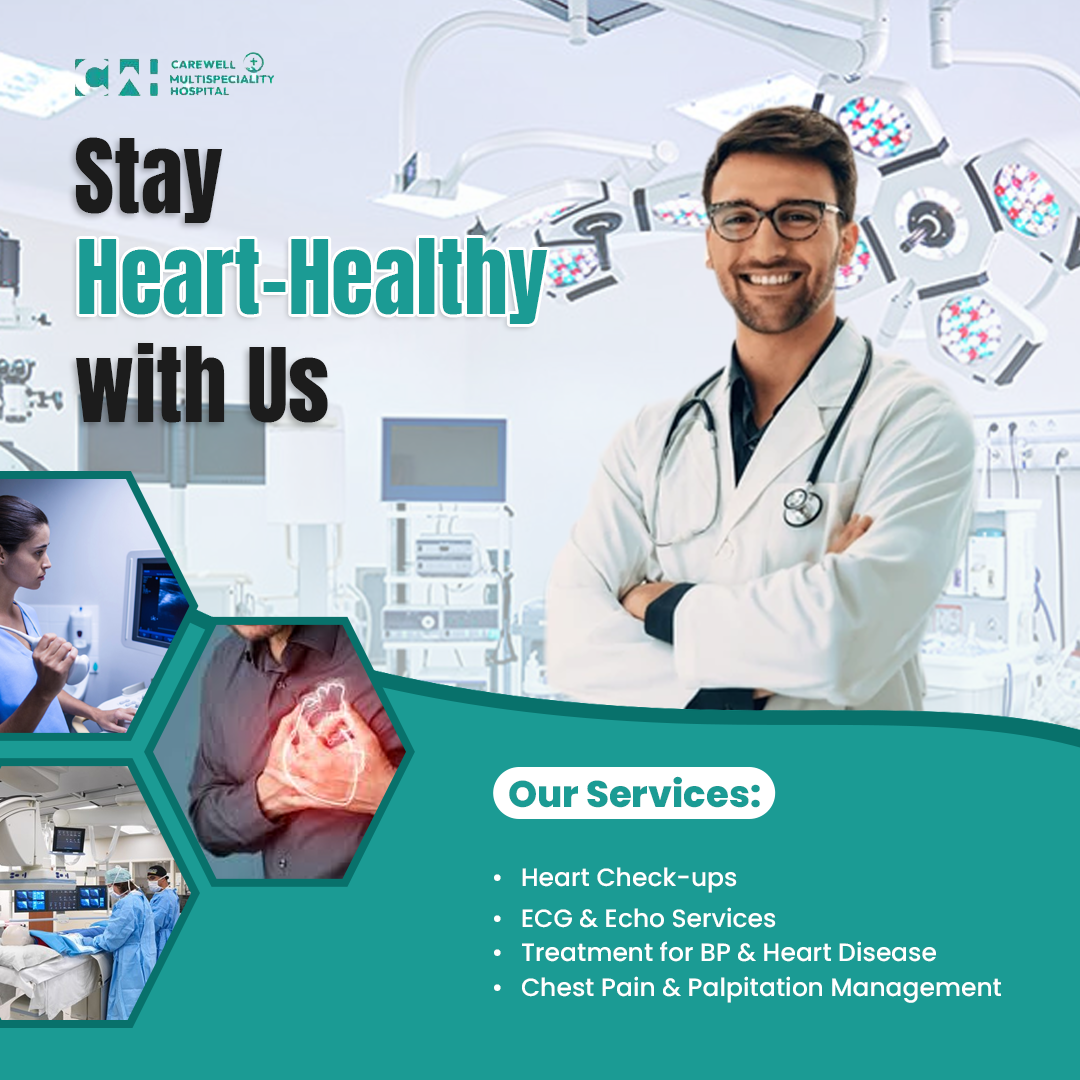 CWH
CAREWELL
MULTISPECIALITY
HOSPITAL
Stay
Heart-Healthy
with Us
Our Services:
• Heart Check-ups
• ECG & Echo Services
• Treatment for BP & Heart Disease
• Chest Pain & Palpitation Management